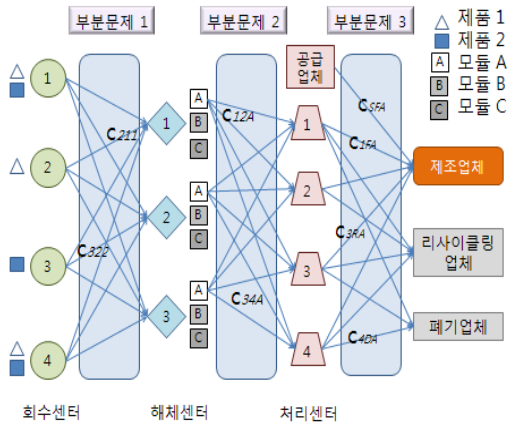 부분문제 1
부분문제 2
부분문제 3
제품 1
제품 2
A 모듈 A
B 모듈 B
C 모듈 C
공급
업체
1
2
3
4
C211
C322
1
2
3
A
B
C
A
B
C
A
B
C
C12A
C34A
1
2
3
4
CSFA
C1FA
C3RA
C4DA
제조업체
리사이클링
업체
폐기업체
회수센터
해체센터
처리센터